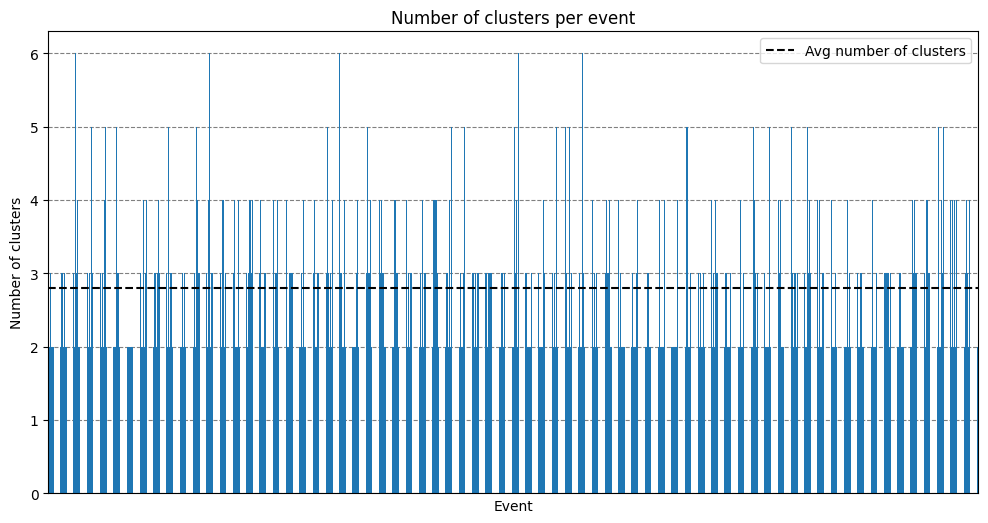 Number of clusters per event
Avg number of clusters
6
5
4
3
2
1
0
Number of clusters
Event